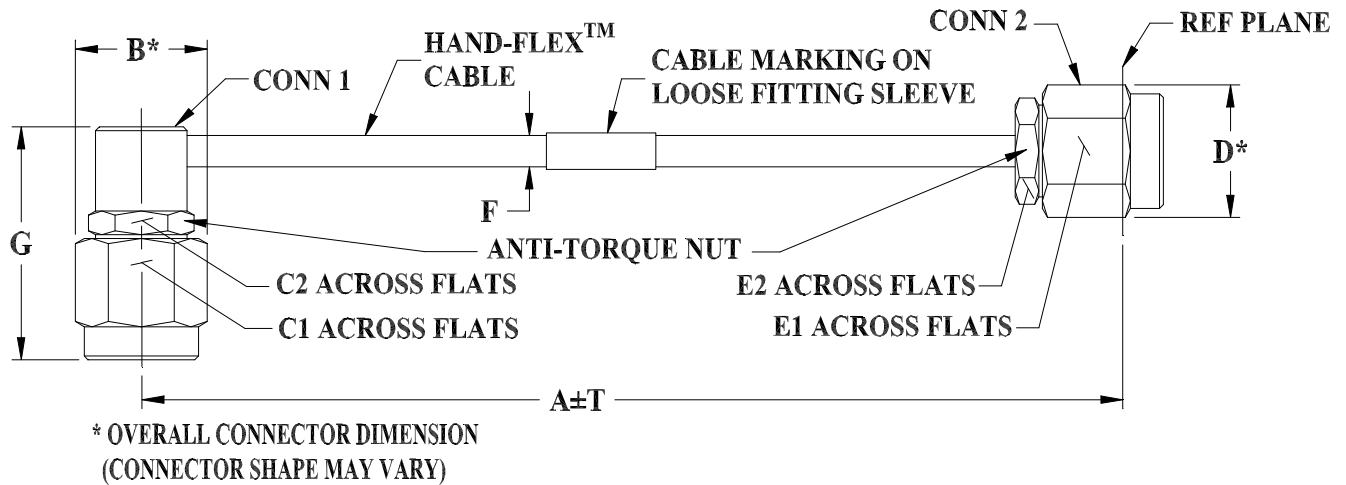 CONN 2
REF PLANE
B*
HAND-FLEX™
CABLE
CABLE MARKING ON
LOOSE FITTING SLEEVE
CONN 1
D*
F
G
ANTI-TORQUE NUT
C2 ACROSS FLATS
E2 ACROSS FLATS
C1 ACROSS FLATS
E1 ACROSS FLATS
A±T
* OVERALL CONNECTOR DIMENSION
(CONNECTOR SHAPE MAY VARY)